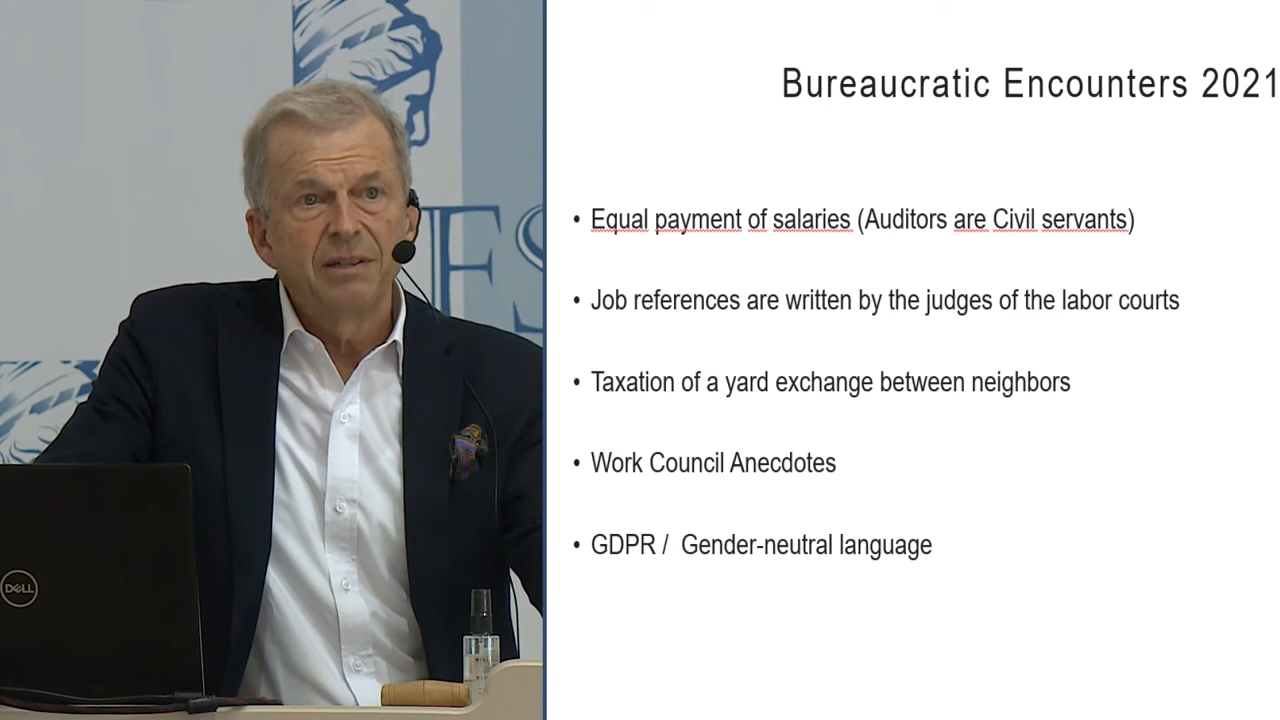 Bureaucratic Encounters 2021
• Equal payment of salaries (Auditors are Civil servants)
• Job references are written by the judges of the labor courts
• Taxation of a yard exchange between neighbors
• Work Council Anecdotes
• GDPR / Gender-neutral language
DELL